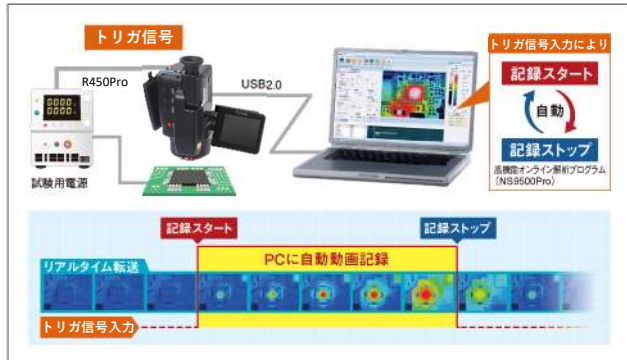 トリガ信号
R450Pro
USB2.0
試験用電源
トリガ信号入力により
記録スタート
自動
記録ストップ
高機能オンライン解析プログラム
(NS9500Pro)
記録スタート
記録ストップ
PCに自動動画記録
リアルタイム転送
トリガ信号入力